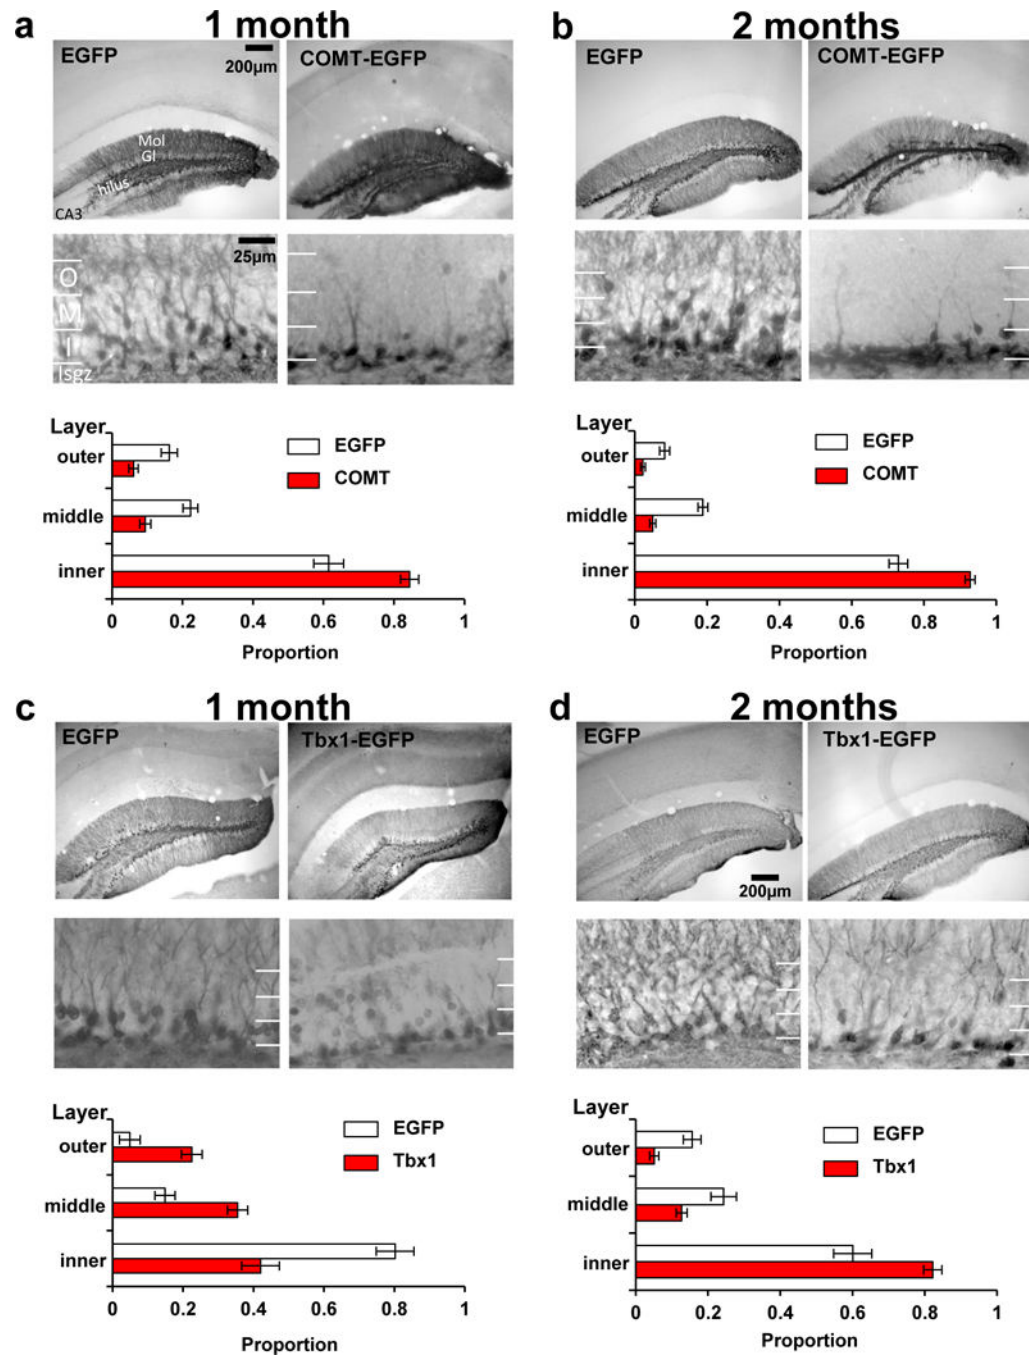 a 1 month
EGFP
200µm
COMT-EGFP
Mol
Gl
hilus
CA3
25µm
O
M
I
sgz
Layer
outer
middle
inner
EGFP
COMT
0 0.2 0.4 0.6 0.8 1
Proportion
b 2 months
EGFP
COMT-EGFP
Layer
outer
middle
inner
EGFP
COMT
0 0.2 0.4 0.6 0.8 1
Proportion
c 1 month
EGFP
Tbx1-EGFP
Layer
outer
middle
inner
EGFP
Tbx1
0 0.2 0.4 0.6 0.8 1
Proportion
d 2 months
EGFP
Tbx1-EGFP
200µm
Layer
outer
middle
inner
EGFP
Tbx1
0 0.2 0.4 0.6 0.8 1
Proportion